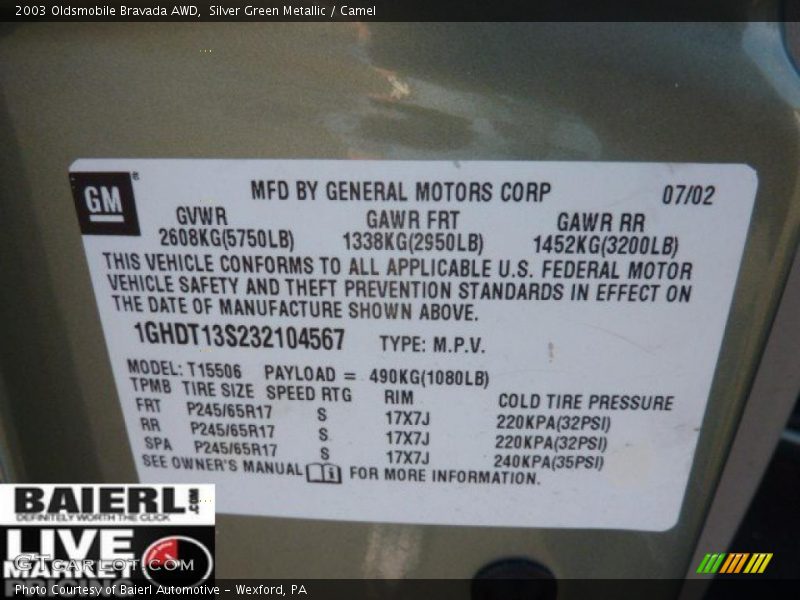 2003 Oldsmobile Bravada AWD,  Silver Green Metallic / Camel
GM
MFD BY GENERAL MOTORS CORP 07/02
GVWR GAWR FRT GAWR RR
2608KG(5750LB) 1338KG(2950LB) 1452KG(3200LB)
THIS VEHICLE CONFORMS TO ALL APPLICABLE U.S. FEDERAL MOTOR
VEHICLE SAFETY AND THEFT PREVENTION STANDARDS IN EFFECT ON
THE DATE OF MANUFACTURE SHOWN ABOVE.
1GHDT13S232104567 TYPE: M.P.V.
MODEL: T15506 PAYLOAD = 490KG(1080LB)
TPMB TIRE SIZE SPEED RTG RIM COLD TIRE PRESSURE
FRT P245/65R17 S 17X7J 220KPA(32PSI)
RR P245/65R17 S 17X7J 220KPA(32PSI)
SPA P245/65R17 S 17X7J 240KPA(35PSI)
SEE OWNER'S MANUAL FOR MORE INFORMATION.
BAIERL.com
DEFINITELY WORTH THE CLICK
LIVE
MARKET
GTCARLOT.COM
Photo Courtesy of Baierl Automotive - Wexford, PA